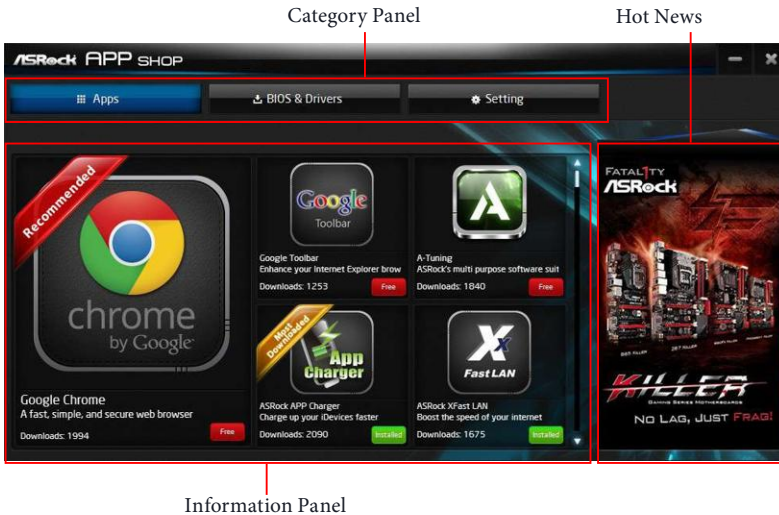 Category Panel
Hot News
ASRock APP SHOP
Apps
BIOS & Drivers
Setting
Recommended
chrome
by Google
Google Chrome
A fast, simple, and secure web browser
Downloads: 1994
Free
Google
Toolbar
Google Toolbar
Enhance your Internet Explorer brow
Downloads: 1253
Free
A-Tuning
ASRock's multi purpose software suit
Downloads: 1840
Free
Most
Downloaded
App
Charger
ASRock APP Charger
Charge up your iDevices faster
Downloads: 2090
Installed
X
Fast LAN
ASRock XFast LAN
Boost the speed of your internet
Downloads: 1675
Installed
FATAL1TY
ASRock
KILLER
GAMING SERIES MOTHERBOARDS
NO LAG, JUST FRAG!
Information Panel